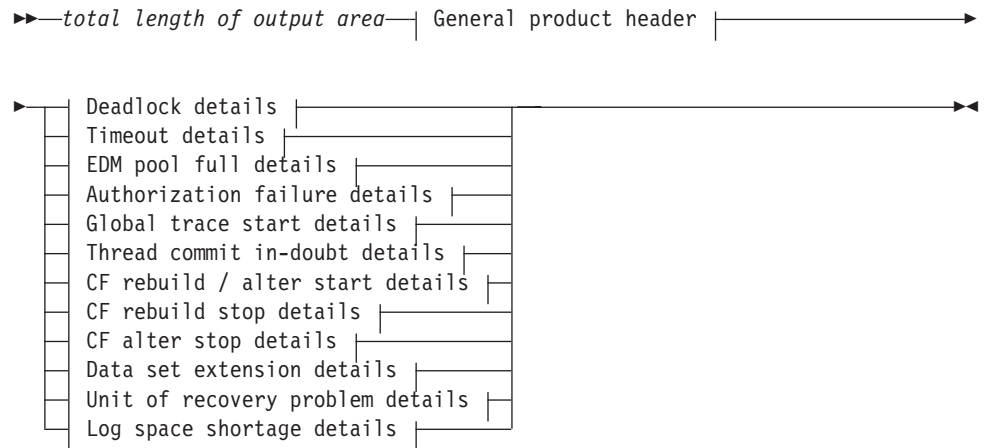 total length of output area General product header
Deadlock details
Timeout details
EDM pool full details
Authorization failure details
Global trace start details
Thread commit in-doubt details
CF rebuild / alter start details
CF rebuild stop details
CF alter stop details
Data set extension details
Unit of recovery problem details
Log space shortage details